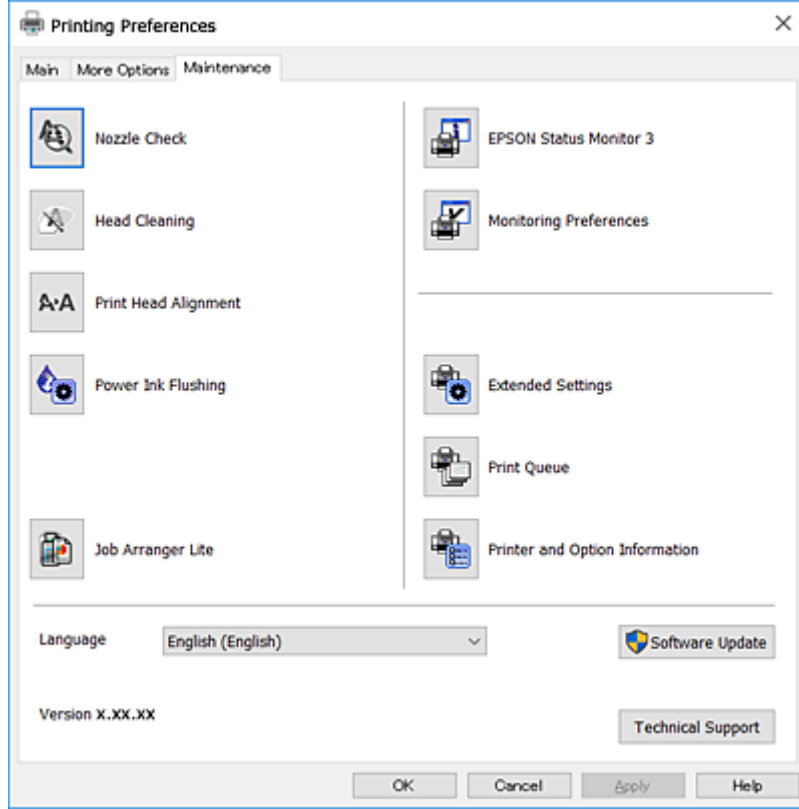 Printing Preferences
Main More Options Maintenance
Nozzle Check
EPSON Status Monitor 3
Head Cleaning
Monitoring Preferences
A·A Print Head Alignment
Power Ink Flushing
Extended Settings
Print Queue
Job Arranger Lite
Printer and Option Information
Language English (English)
Software Update
Version X.XX.XX
Technical Support
OK Cancel Apply Help